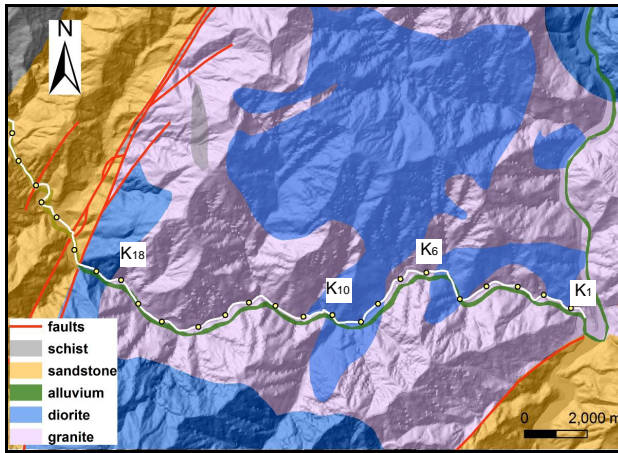 N
K18
K10
K6
K1
faults
schist
sandstone
alluvium
diorite
granite
0 2,000 m